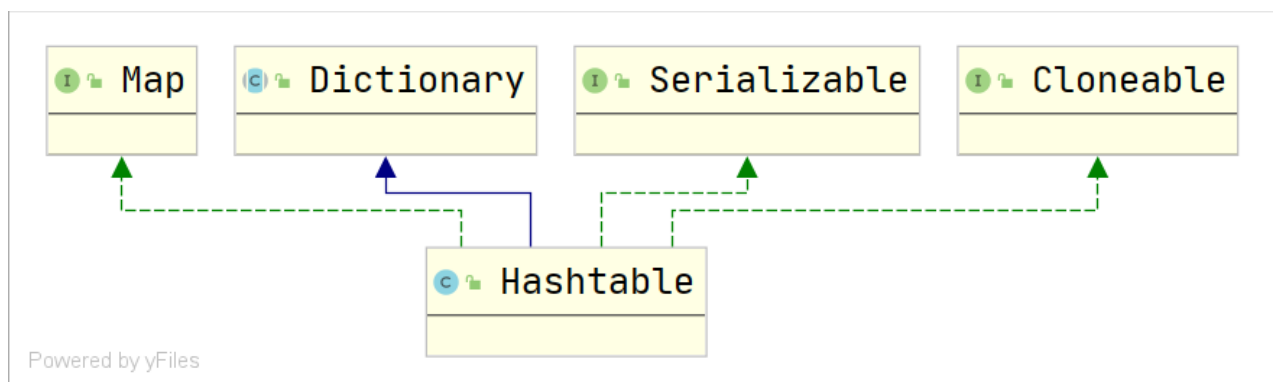 I Map
C Dictionary
I Serializable
I Cloneable
C Hashtable
Powered by yFiles